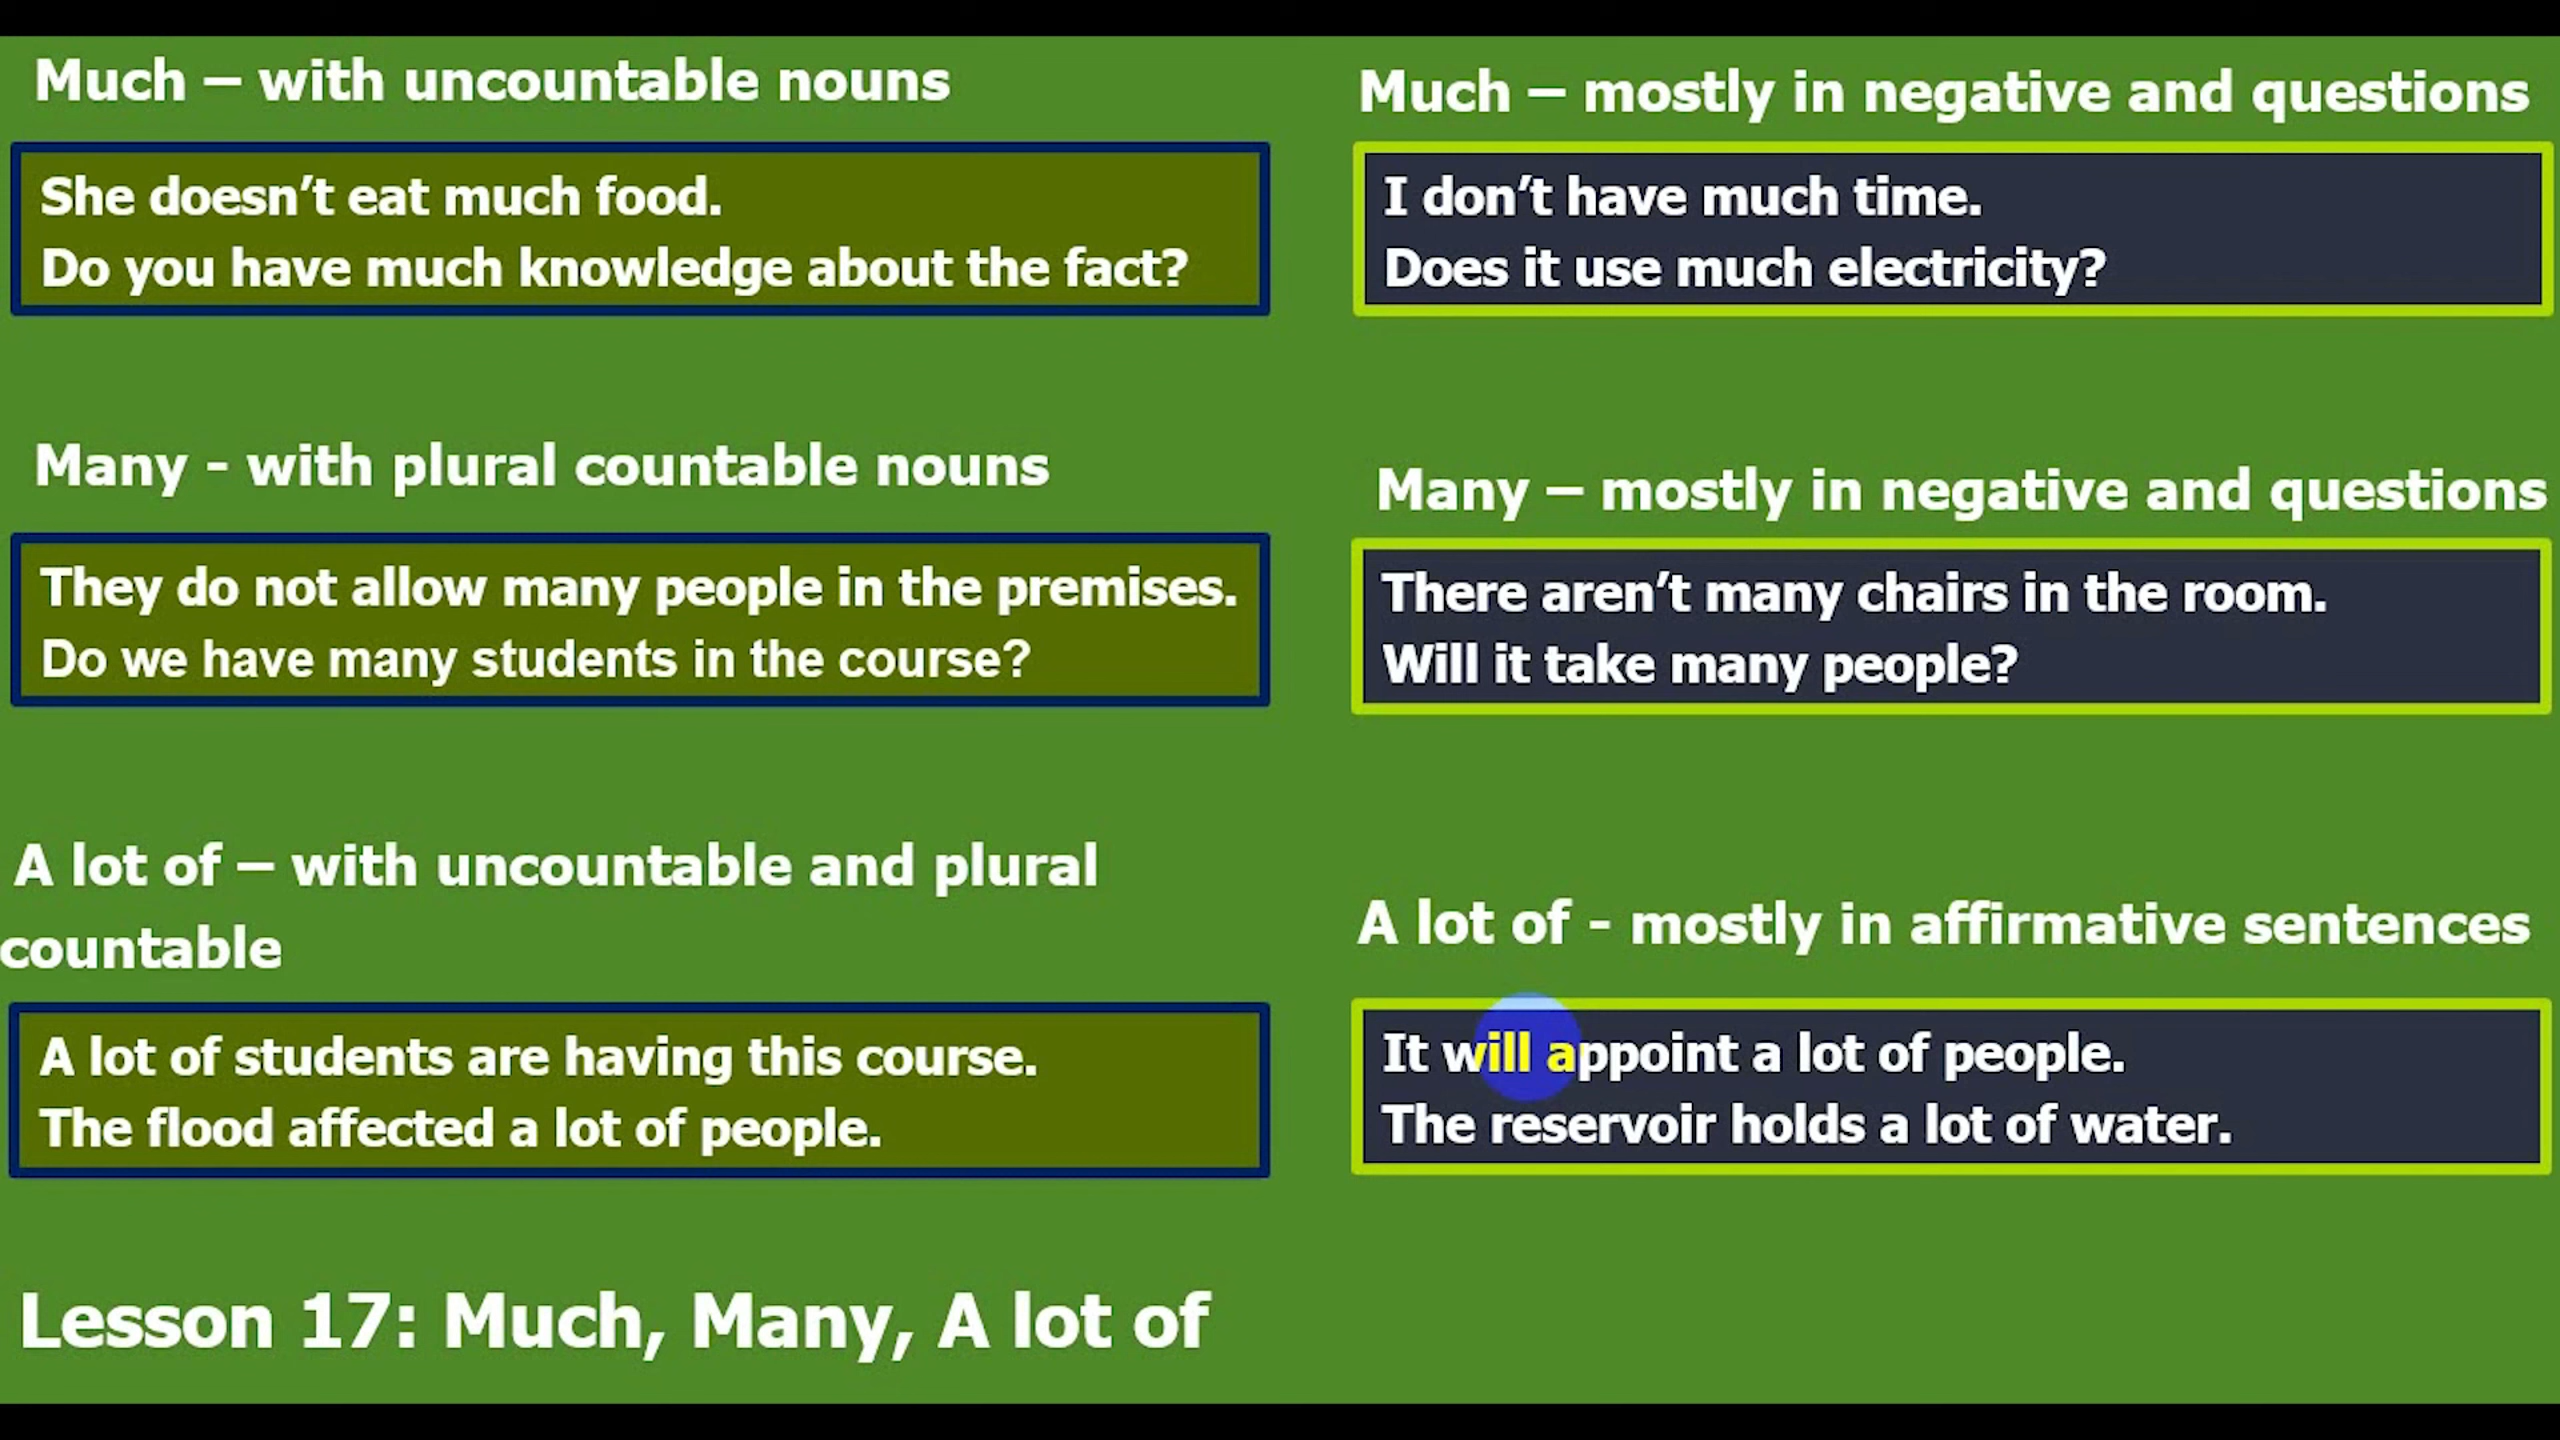 Much – with uncountable nouns
She doesn’t eat much food.
Do you have much knowledge about the fact?
Much – mostly in negative and questions
I don’t have much time.
Does it use much electricity?
Many - with plural countable nouns
They do not allow many people in the premises.
Do we have many students in the course?
Many – mostly in negative and questions
There aren’t many chairs in the room.
Will it take many people?
A lot of – with uncountable and plural
countable
A lot of students are having this course.
The flood affected a lot of people.
A lot of - mostly in affirmative sentences
It will appoint a lot of people.
The reservoir holds a lot of water.
Lesson 17: Much, Many, A lot of